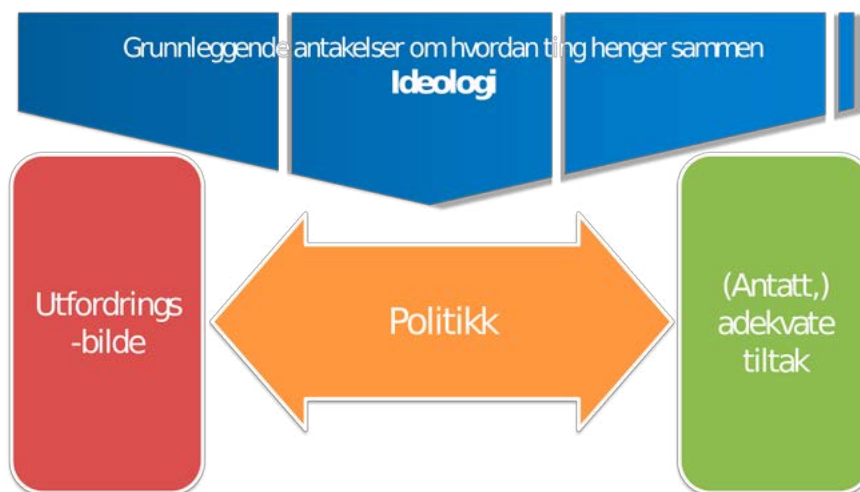 Grunnleggende antakelser om hvordan ting henger sammen
Ideologi
Utfordrings
-bilde
Politikk
(Antatt,)
adekvate
tiltak